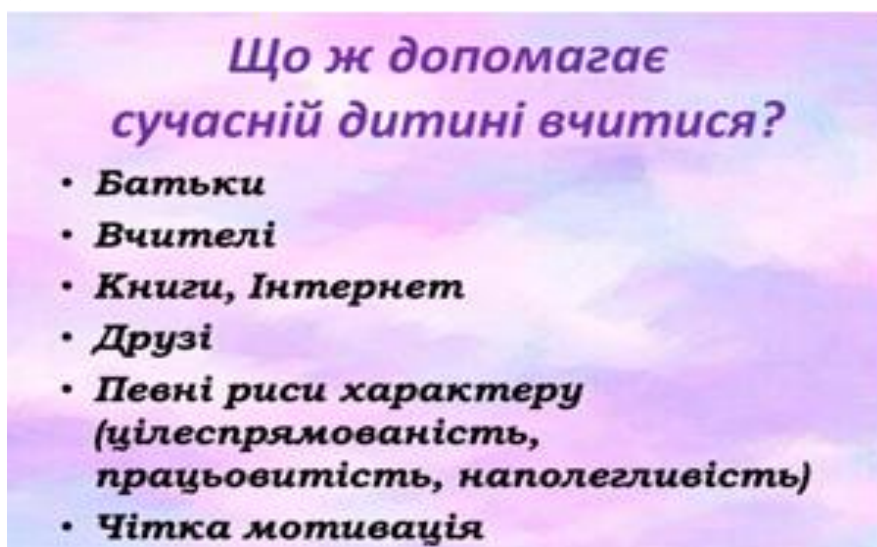 Що ж допомагає
сучасній дитині вчитися?
• Батьки
• Вчителі
• Книги, Інтернет
• Друзі
• Певні риси характеру
(цілеспрямованість,
працьовитість, наполегливість)
• Чітка мотивація